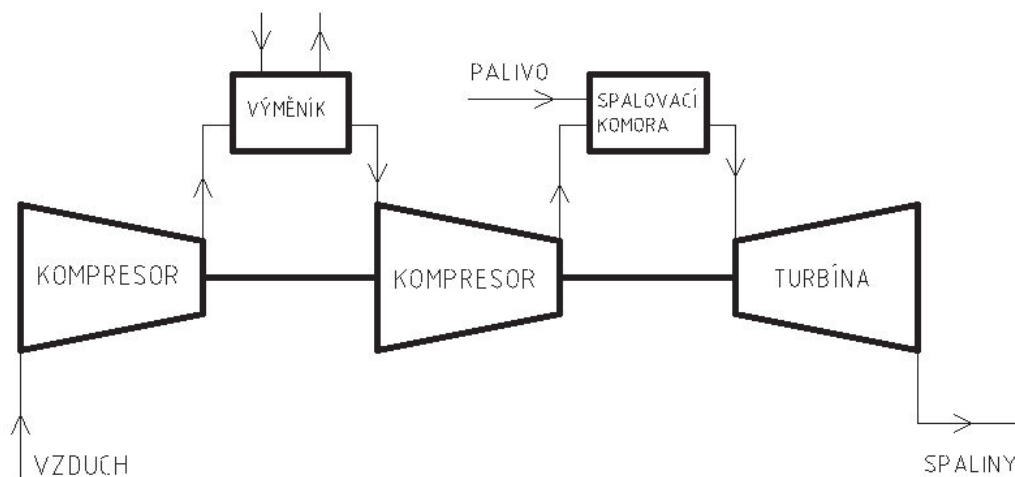 PALIVO
VÝMĚNÍK
SPALOVACÍ
KOMORA
KOMPRESOR
KOMPRESOR
TURBÍNA
VZDUCH
SPALINY